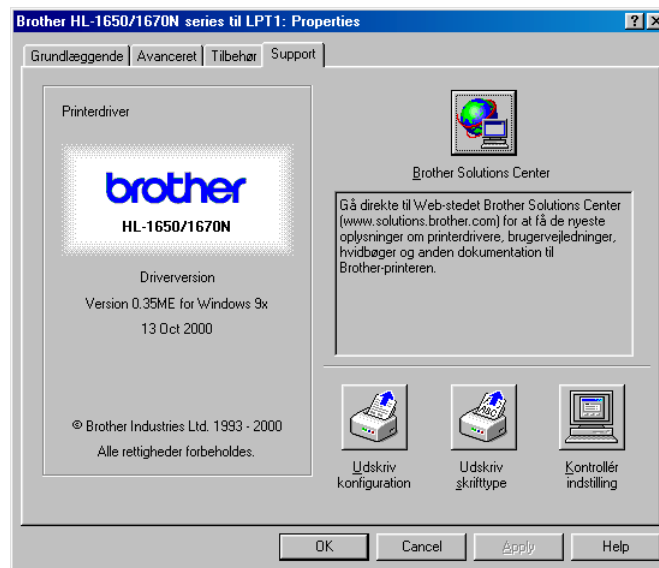 Brother HL-1650/1670N series til LPT1: Properties
Grundlæggende Avanceret Tilbehør Support
Printerdriver
brother
HL-1650/1670N
Driverversion
Version 0.35ME for Windows 9x
13 Oct 2000
© Brother Industries Ltd. 1993 - 2000
Alle rettigheder forbeholdes.
Brother Solutions Center
Gå direkte til Web-stedet Brother Solutions Center
(www.solutions.brother.com) for at få de nyeste
oplysninger om printerdrivere, brugervejledninger,
hvidbøger og anden dokumentation til
Brother-printeren.
Udskriv
konfiguration
Udskriv
skrifttype
Kontrollér
indstilling
OK Cancel Apply Help